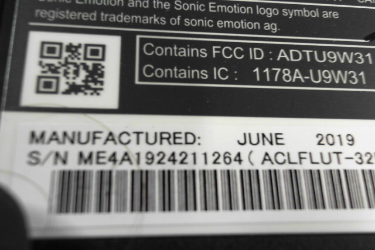 Sonic Emotion and the Sonic Emotion logo symbol are
registered trademarks of sonic emotion ag.
Contains FCC ID : ADTU9W31
Contains IC : 1178A-U9W31
MANUFACTURED: JUNE 2019
S/N ME4A1924211264 ( ACLFLUT-32